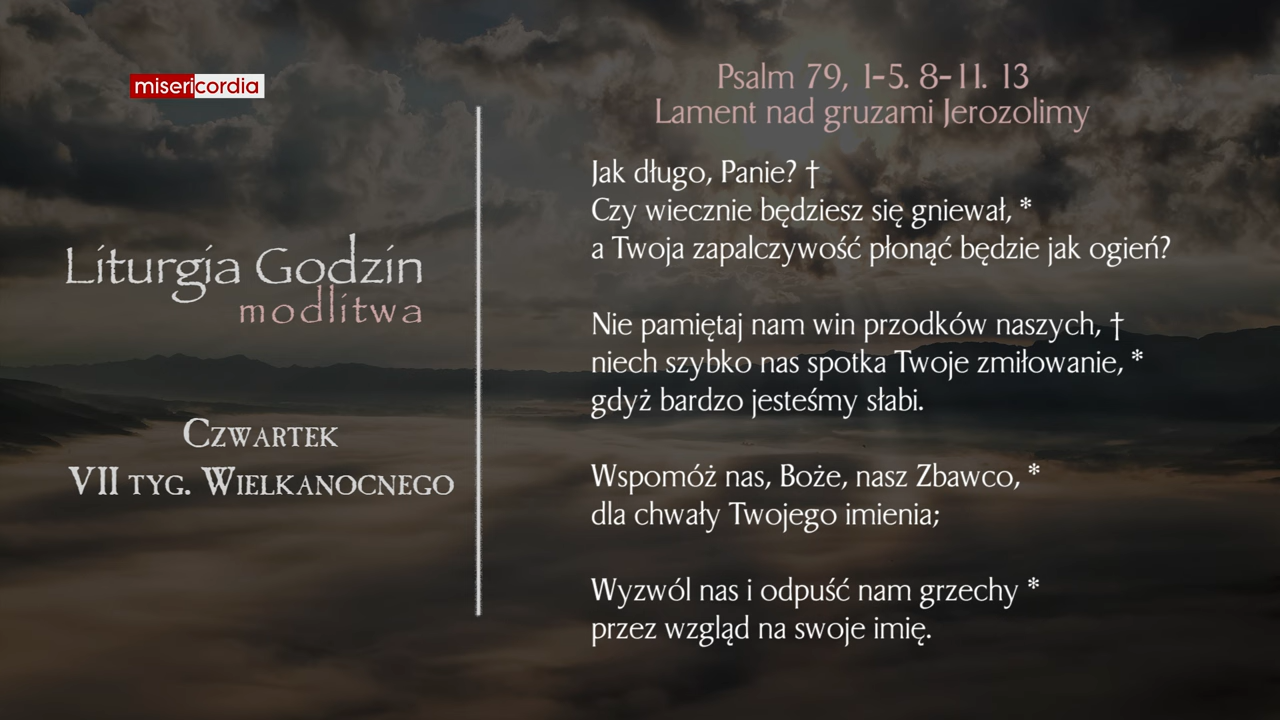 misericordia
Liturgia Godzin
modlitwa
Czwartek
VII tyg. Wielkanocnego
Psalm 79, 1-5. 8-11. 13
Lament nad gruzami Jerozolimy
Jak długo, Panie? †
Czy wiecznie będziesz się gniewał, *
a Twoja zapalczywość płonąć będzie jak ogień?
Nie pamiętaj nam win przodków naszych, †
niech szybko nas spotka Twoje zmiłowanie, *
gdyż bardzo jesteśmy słabi.
Wspomóż nas, Boże, nasz Zbawco, *
dla chwały Twojego imienia;
Wyzwól nas i odpuść nam grzechy *
przez wzgląd na swoje imię.